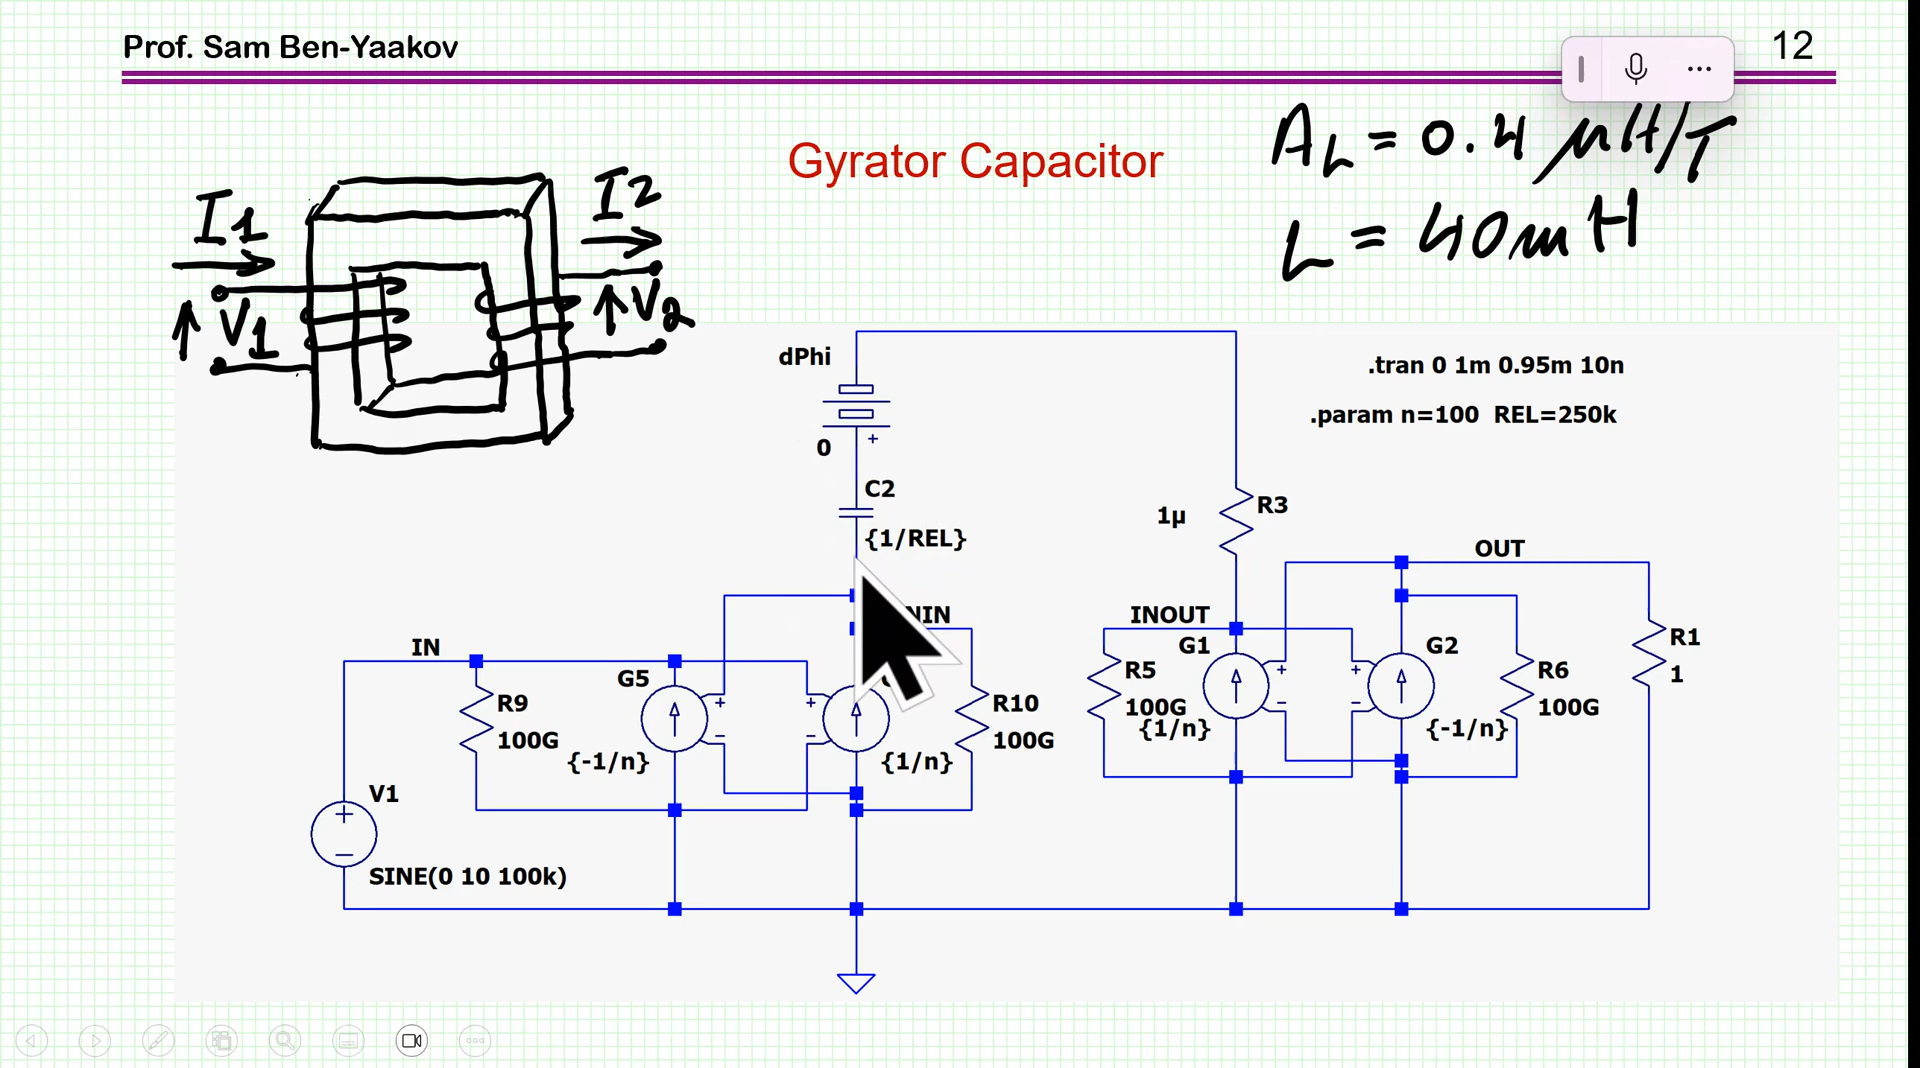 Prof. Sam Ben-Yaakov
12
Gyrator Capacitor
AL = 0.4 μH/T
L = 40mH
I1
I2
V1
V2
dPhi
0
C2
{1/REL}
.tran 0 1m 0.95m 10n
.param n=100 REL=250k
1μ
R3
OUT
INOUT
IN
G5
R9
100G
{-1/n}
R10
100G
{1/n}
V1
SINE(0 10 100k)
G1
R5
100G
{1/n}
G2
{-1/n}
R6
100G
R1
1